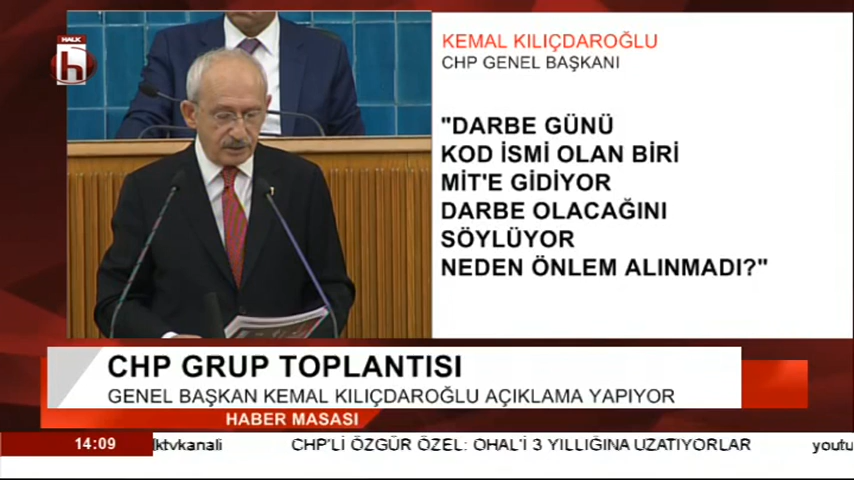 HALK
h
KEMAL KILIÇDAROĞLU
CHP GENEL BAŞKANI
"DARBE GÜNÜ
KOD İSMİ OLAN BİRİ
MİT'E GİDİYOR
DARBE OLACAĞINI
SÖYLÜYOR
NEDEN ÖNLEM ALINMADI?"
CHP GRUP TOPLANTISI
GENEL BAŞKAN KEMAL KILIÇDAROĞLU AÇIKLAMA YAPIYOR
HABER MASASI
14:09 ktvkanali CHP'Lİ ÖZGÜR ÖZEL: OHAL'İ 3 YILLIĞINA UZATIYORLAR youtu